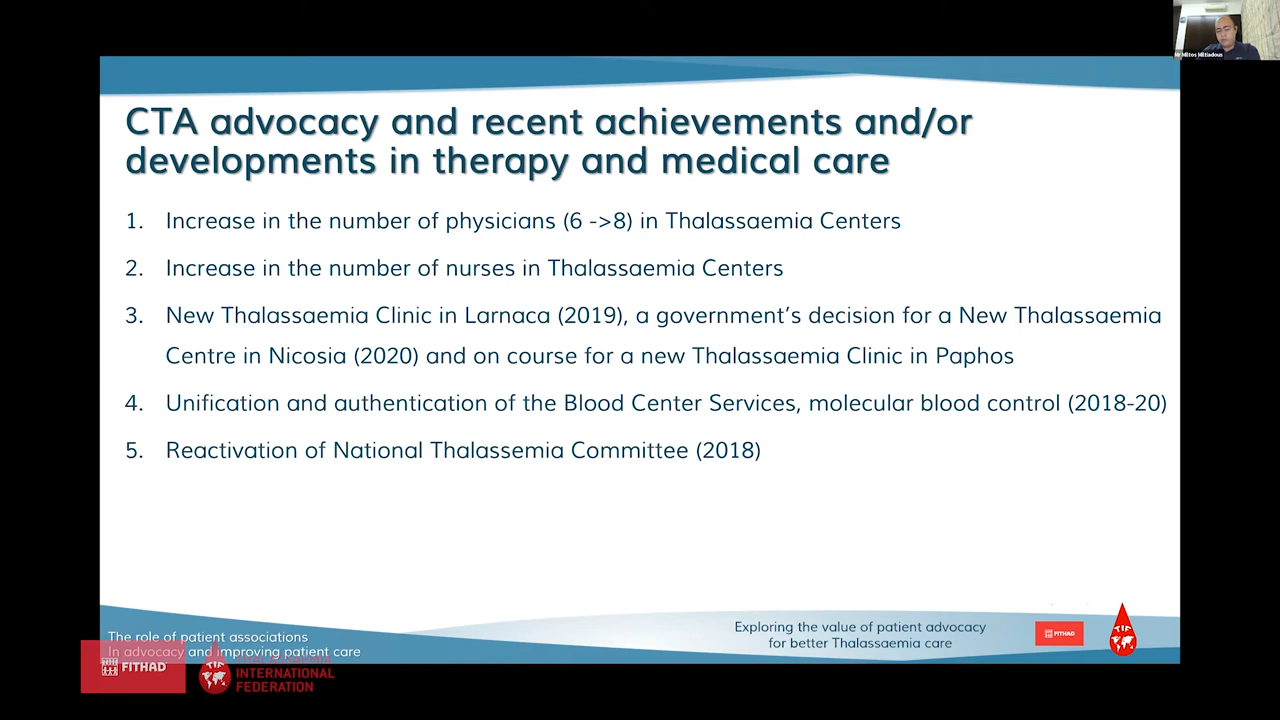 Mr Miltos Miltiadous
CTA advocacy and recent achievements and/or
developments in therapy and medical care
1. Increase in the number of physicians (6 ->8) in Thalassaemia Centers
2. Increase in the number of nurses in Thalassaemia Centers
3. New Thalassaemia Clinic in Larnaca (2019), a government's decision for a New Thalassaemia
Centre in Nicosia (2020) and on course for a new Thalassaemia Clinic in Paphos
4. Unification and authentication of the Blood Center Services, molecular blood control (2018-20)
5. Reactivation of National Thalassemia Committee (2018)
The role of patient associations
In advocacy and improving patient care
FITHAD
TIF
INTERNATIONAL
FEDERATION
Exploring the value of patient advocacy
for better Thalassaemia care
FITHAD
TIF